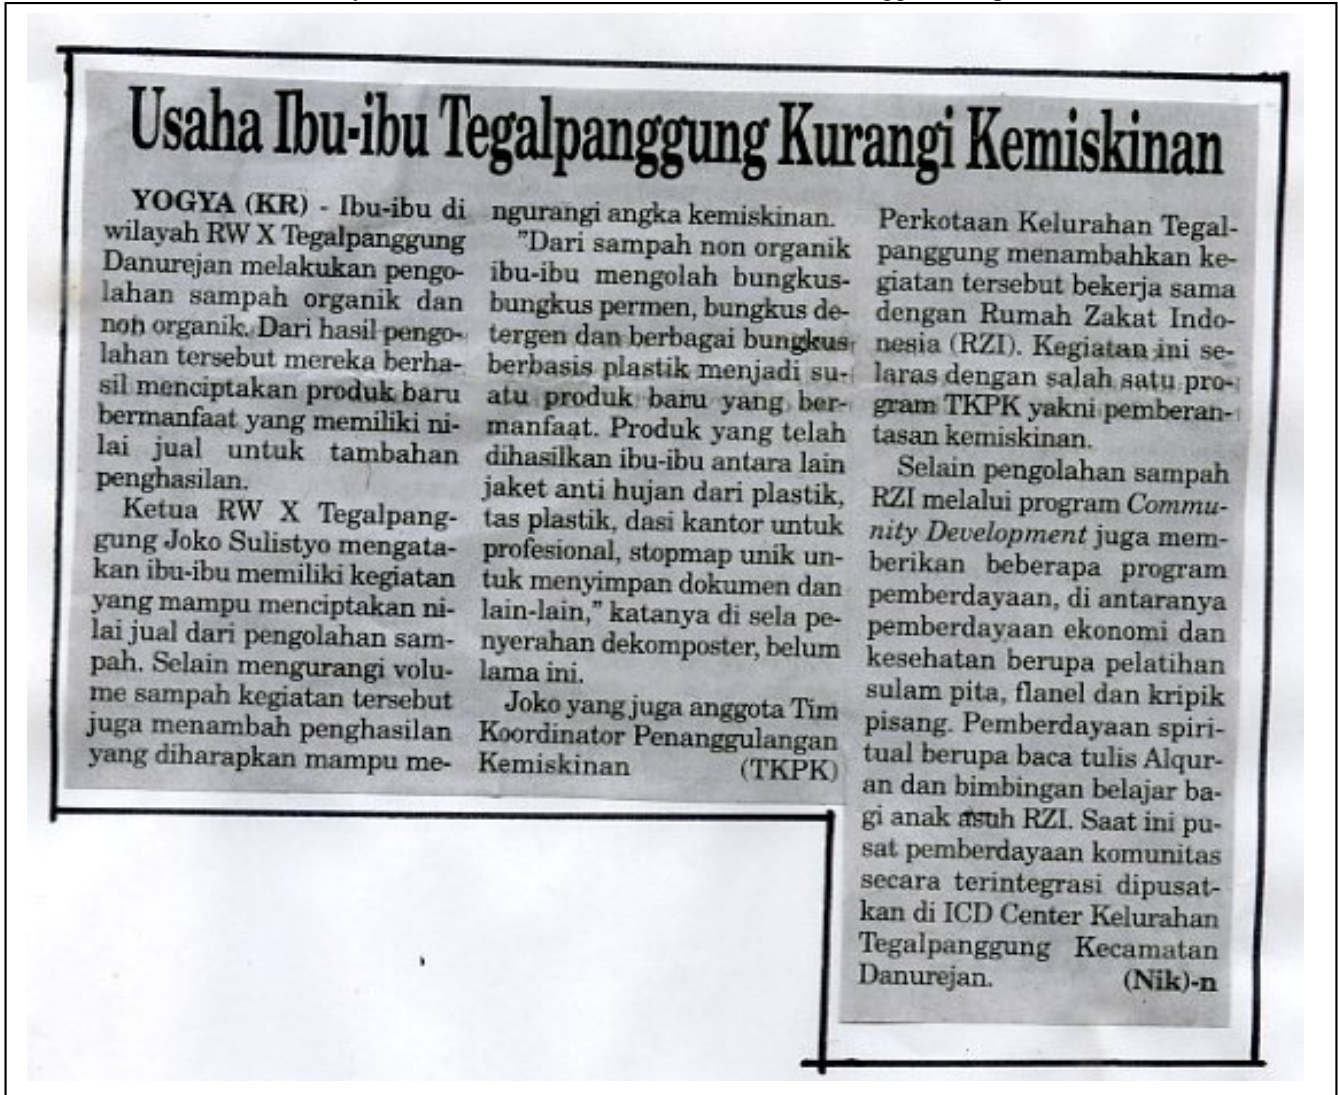 Usaha Ibu-ibu Tegalpanggung Kurangi Kemiskinan
YOGYA (KR) - Ibu-ibu di
wilayah RW X Tegalpanggung
Danurejan melakukan pengo-
lahan sampah organik dan
non organik. Dari hasil pengo-
lahan tersebut mereka berha-
sil menciptakan produk baru
bermanfaat yang memiliki ni-
lai jual untuk tambahan
penghasilan.
Ketua RW X Tegalpang-
gung Joko Sulistyo mengata-
kan ibu-ibu memiliki kegiatan
yang mampu menciptakan ni-
lai jual dari pengolahan sam-
pah. Selain mengurangi volu-
me sampah kegiatan tersebut
juga menambah penghasilan
yang diharapkan mampu me-
ngurangi angka kemiskinan.
"Dari sampah non organik
ibu-ibu mengolah bungkus-
bungkus permen, bungkus de-
tergen dan berbagai bungkus
berbasis plastik menjadi su-
atu produk baru yang ber-
manfaat. Produk yang telah
dihasilkan ibu-ibu antara lain
jaket anti hujan dari plastik,
tas plastik, dasi kantor untuk
profesional, stopmap unik un-
tuk menyimpan dokumen dan
lain-lain," katanya di sela pe-
nyerahan dekomposter, belum
lama ini.
Joko yang juga anggota Tim
Koordinator Penanggulangan
Kemiskinan (TKPK)
Perkotaan Kelurahan Tegal-
panggung menambahkan ke-
giatan tersebut bekerja sama
dengan Rumah Zakat Indo-
nesia (RZI). Kegiatan ini se-
laras dengan salah satu pro-
gram TKPK yakni pemberan-
tasan kemiskinan.
Selain pengolahan sampah
RZI melalui program Commu-
nity Development juga mem-
berikan beberapa program
pemberdayaan, di antaranya
pemberdayaan ekonomi dan
kesehatan berupa pelatihan
sulam pita, flanel dan kripik
pisang. Pemberdayaan spiri-
tual berupa baca tulis Alqur-
an dan bimbingan belajar ba-
gi anak asuh RZI. Saat ini pu-
sat pemberdayaan komunitas
secara terintegrasi dipusat-
kan di ICD Center Kelurahan
Tegalpanggung Kecamatan
Danurejan. (Nik)-n